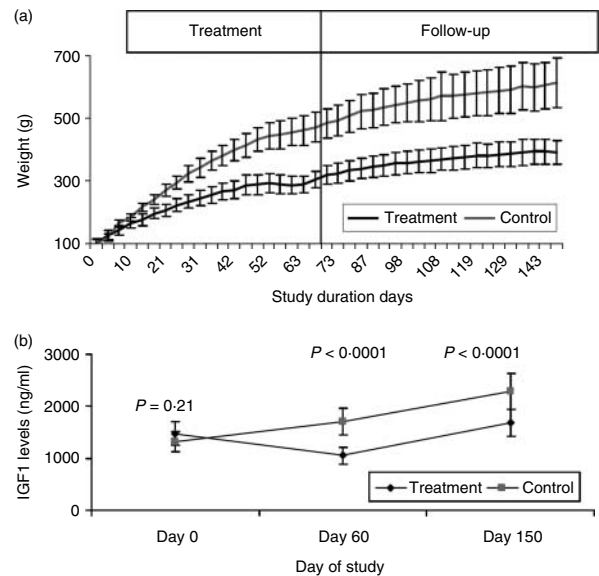 (a)
Treatment Follow-up
700
500
300
100
Weight (g)
Treatment Control
0 10 21 31 42 52 63 73 87 98 108 119 129 143
Study duration days
(b)
3000
2000
1000
0
IGF1 levels (ng/ml)
P = 0·21
P < 0·0001
P < 0·0001
Treatment Control
Day 0 Day 60 Day 150
Day of study